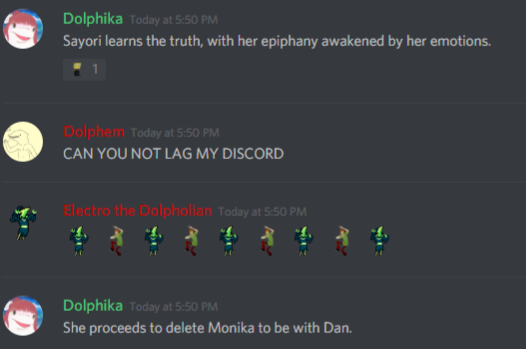 Dolphika Today at 5:50 PM
Sayori learns the truth, with her epiphany awakened by her emotions.
1
Dolphem Today at 5:50 PM
CAN YOU NOT LAG MY DISCORD
Electro the Dolpholian Today at 5:50 PM
Dolphika Today at 5:50 PM
She proceeds to delete Monika to be with Dan.